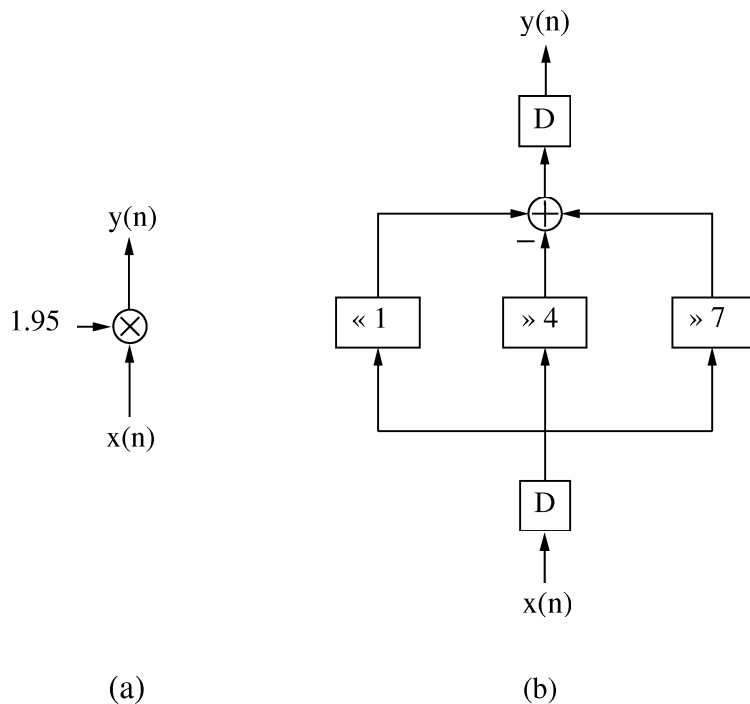 y(n)
1.95
x(n)
(a)
y(n)
D
−
« 1
» 4
» 7
D
x(n)
(b)